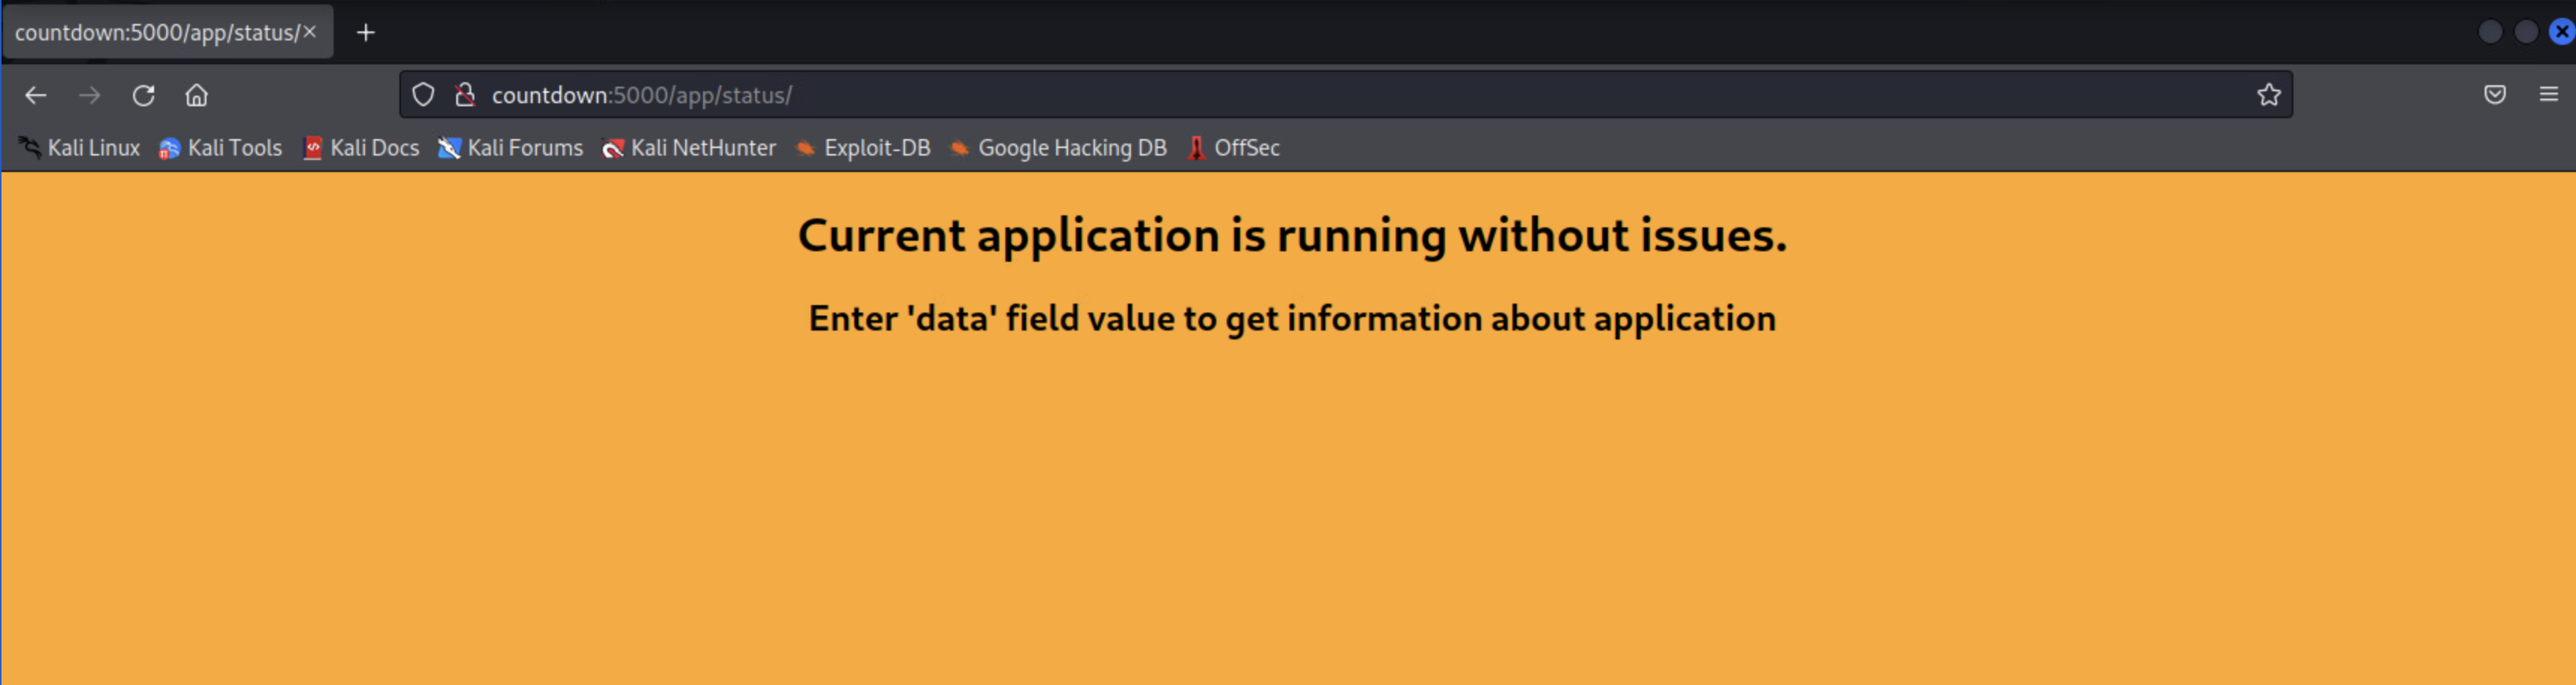 countdown:5000/app/status/
countdown:5000/app/status/
Kali Linux Kali Tools Kali Docs Kali Forums Kali NetHunter Exploit-DB Google Hacking DB OffSec
Current application is running without issues.
Enter 'data' field value to get information about application